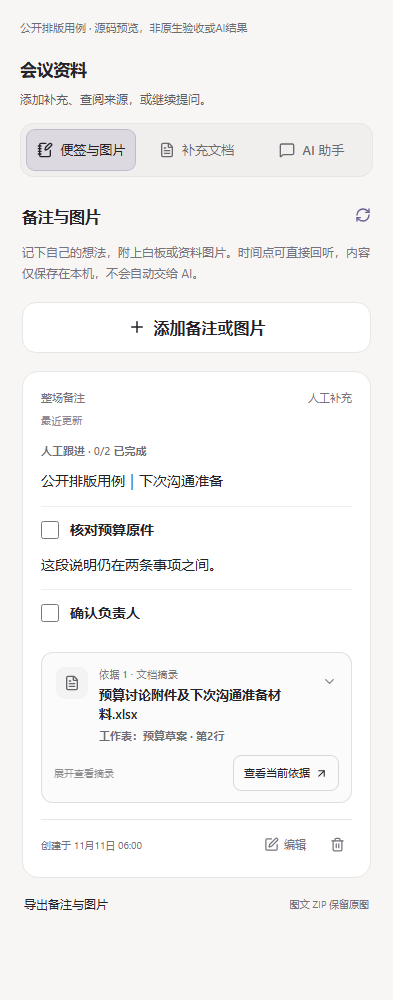 公开排版用例 · 源码预览，非原生验收或AI结果
会议资料
添加补充、查阅来源，或继续提问。
便签与图片
补充文档
AI 助手
备注与图片
记下自己的想法，附上白板或资料图片。时间点可直接回听，内容
仅保存在本机，不会自动交给 AI。
添加备注或图片
整场备注
人工补充
最近更新
人工跟进 · 0/2 已完成
公开排版用例｜下次沟通准备
核对预算原件
这段说明仍在两条事项之间。
确认负责人
依据 1 · 文档摘录
预算讨论附件及下次沟通准备材
料.xlsx
工作表：预算草案 · 第2行
展开查看摘录
查看当前依据
创建于 11月11日 06:00
编辑
导出备注与图片
图文 ZIP 保留原图